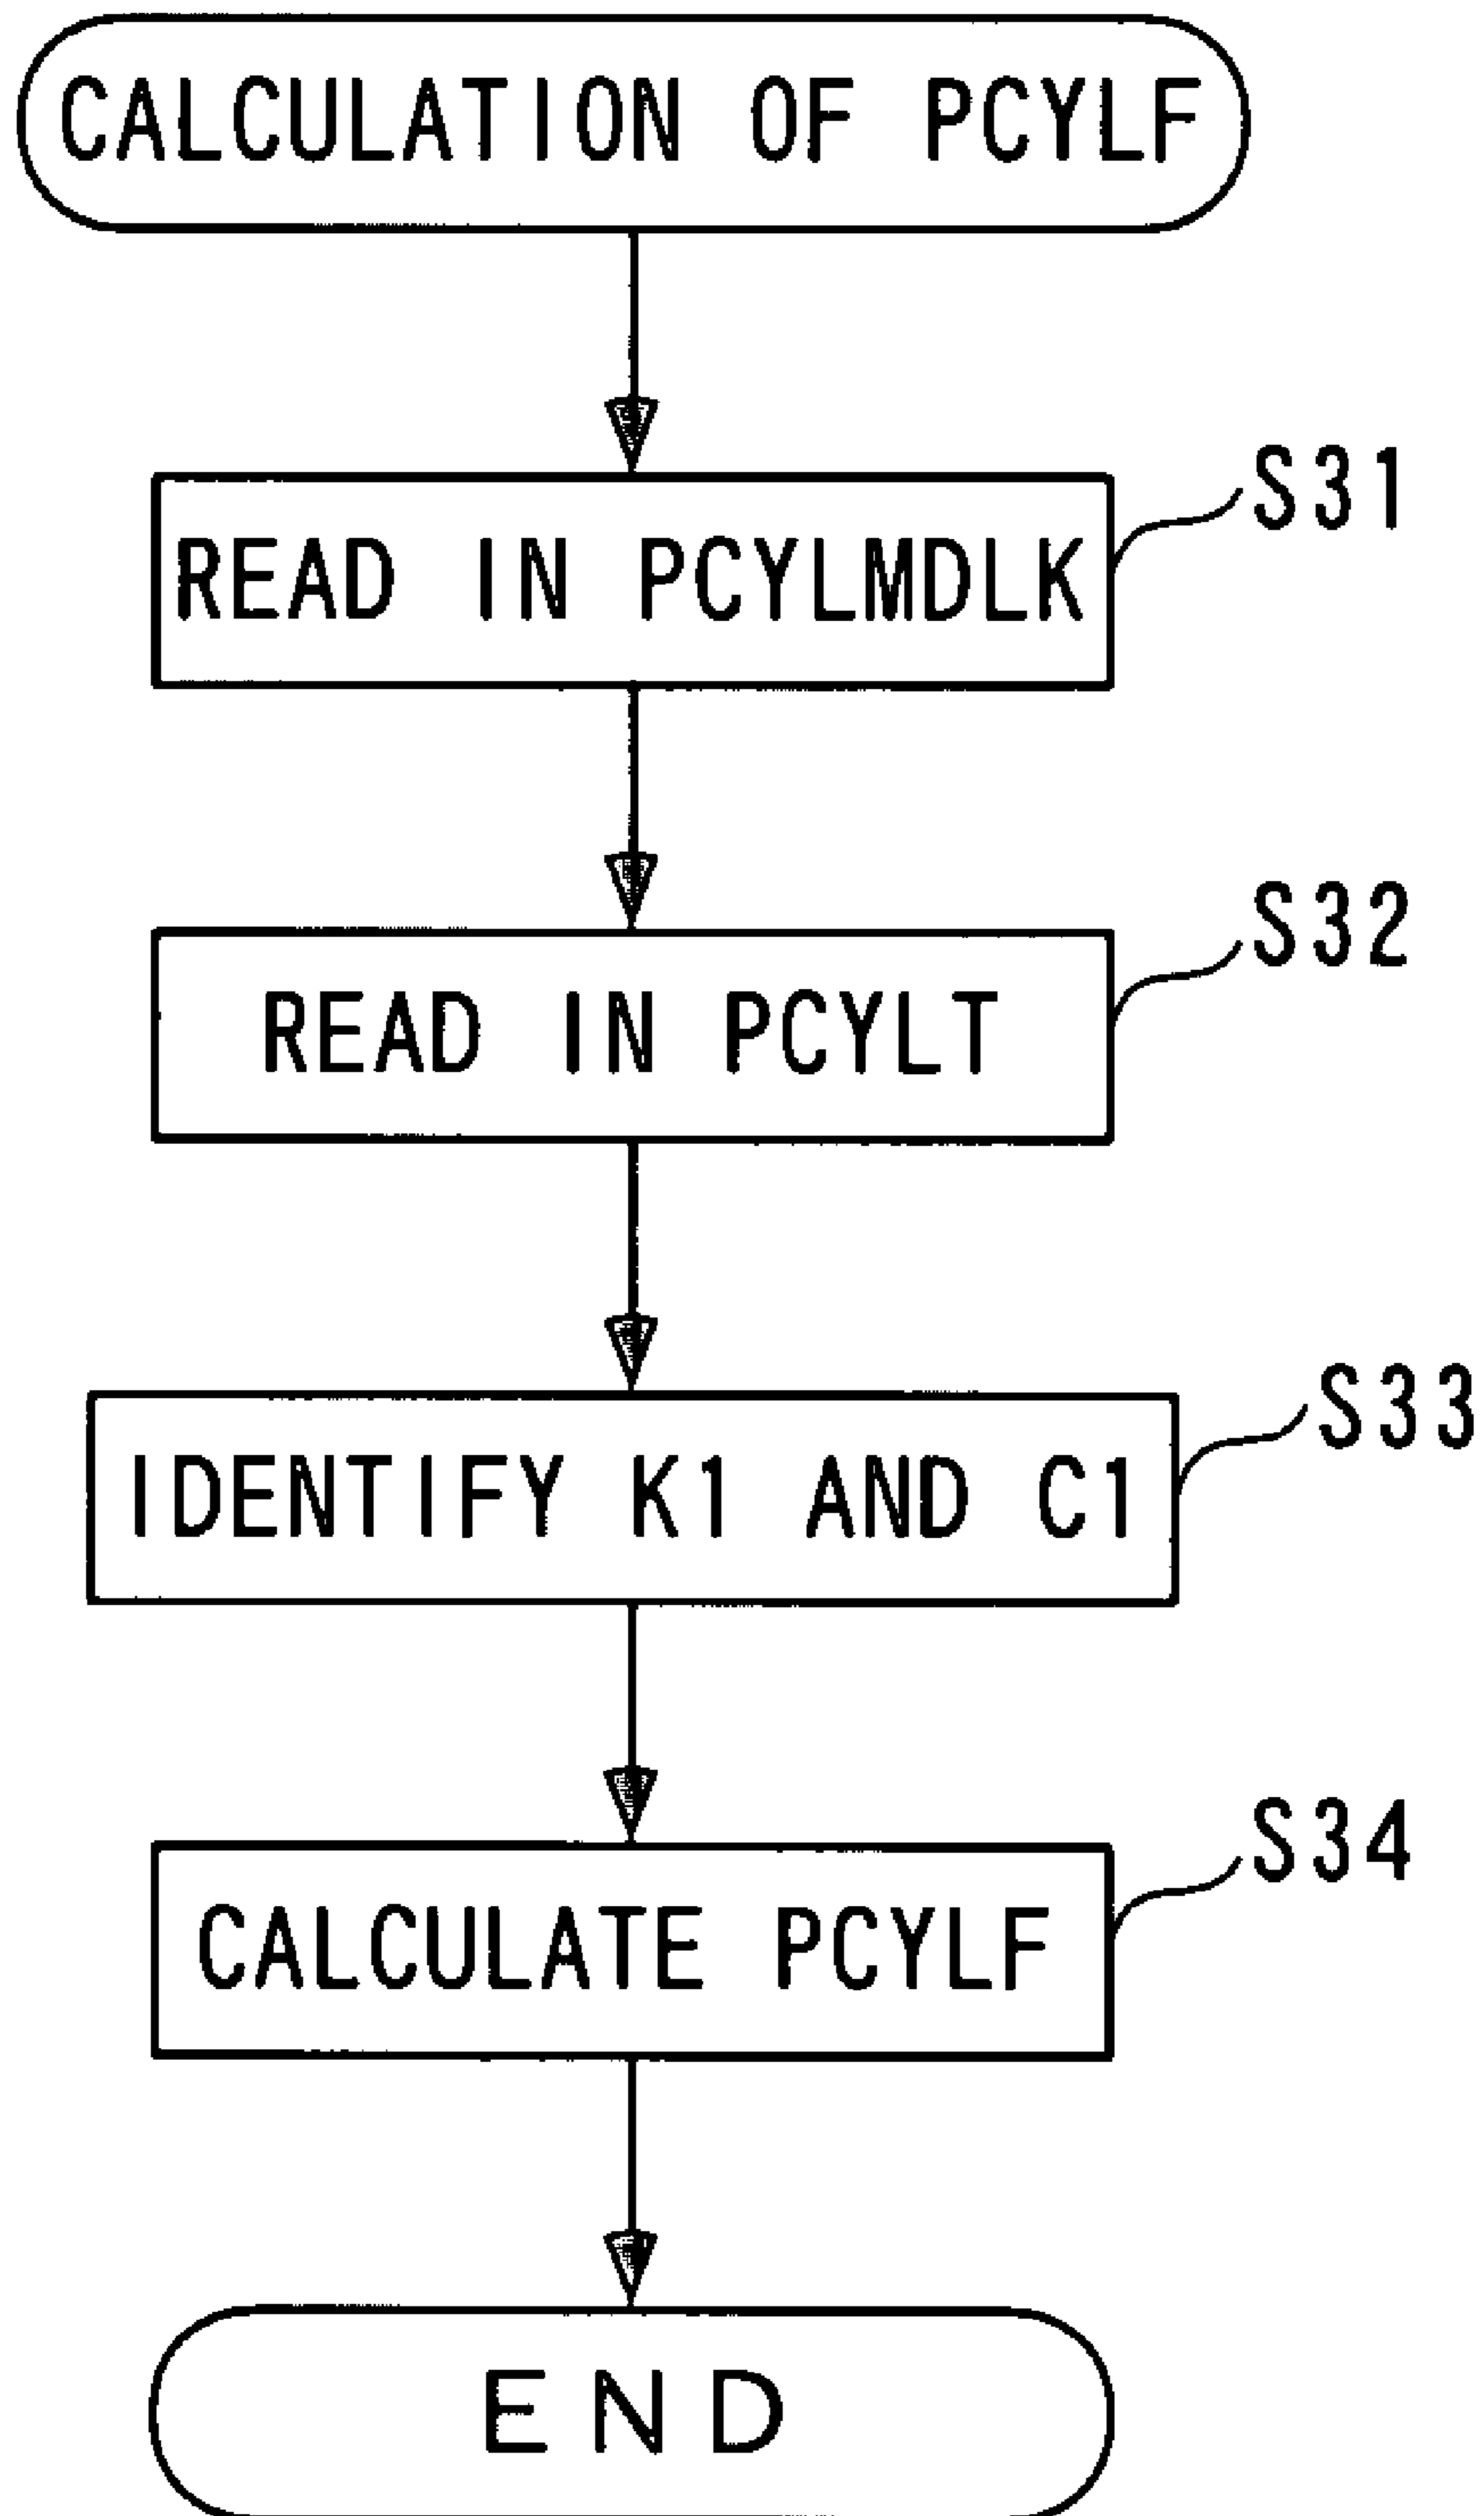 CALCULATION OF PCYLF
S31
READ IN PCYLMDLK
S32
READ IN PCYLT
S33
IDENTIFY K1 AND C1
S34
CALCULATE PCYLF
END